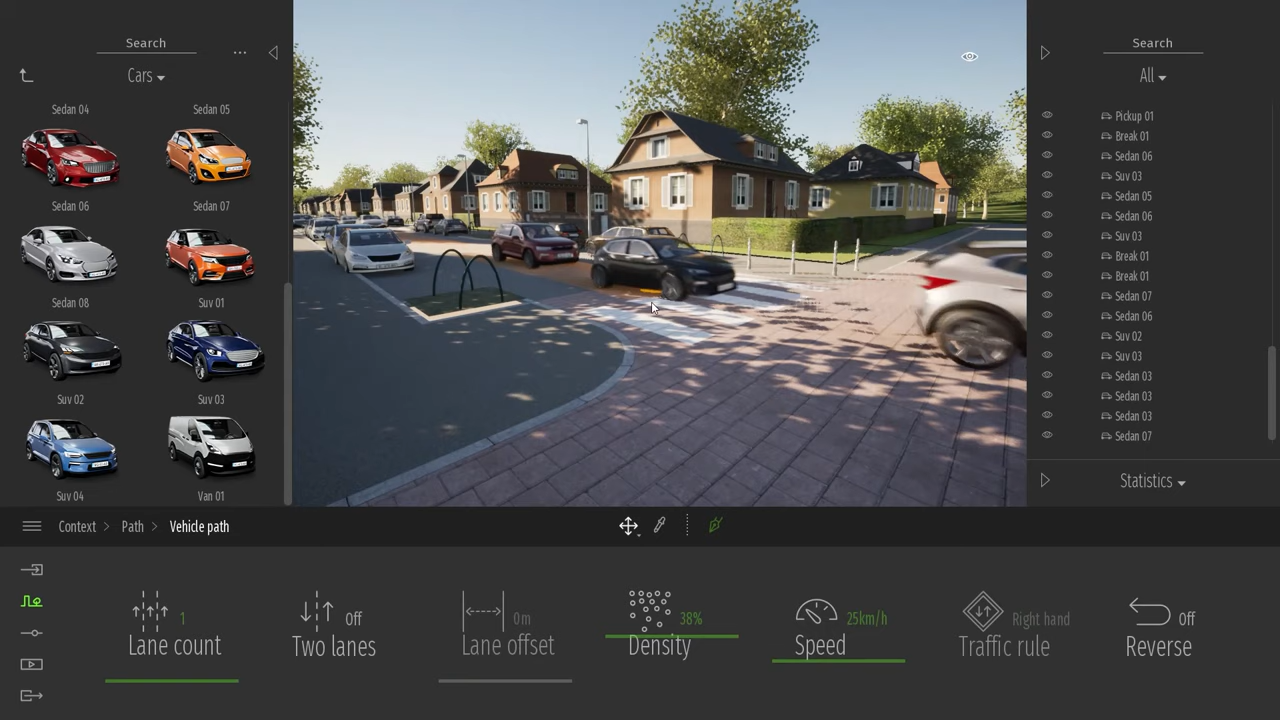 Search
...
Cars
Sedan 04
Sedan 05
Sedan 06
Sedan 07
Sedan 08
Suv 01
Suv 02
Suv 03
Suv 04
Van 01
Search
All
Pickup 01
Break 01
Sedan 06
Suv 03
Sedan 05
Sedan 06
Suv 03
Break 01
Break 01
Sedan 07
Sedan 06
Suv 02
Suv 03
Sedan 03
Sedan 03
Sedan 03
Sedan 07
Statistics
Context > Path > Vehicle path
1
Lane count
Off
Two lanes
0m
Lane offset
38%
Density
25km/h
Speed
Right hand
Traffic rule
Off
Reverse